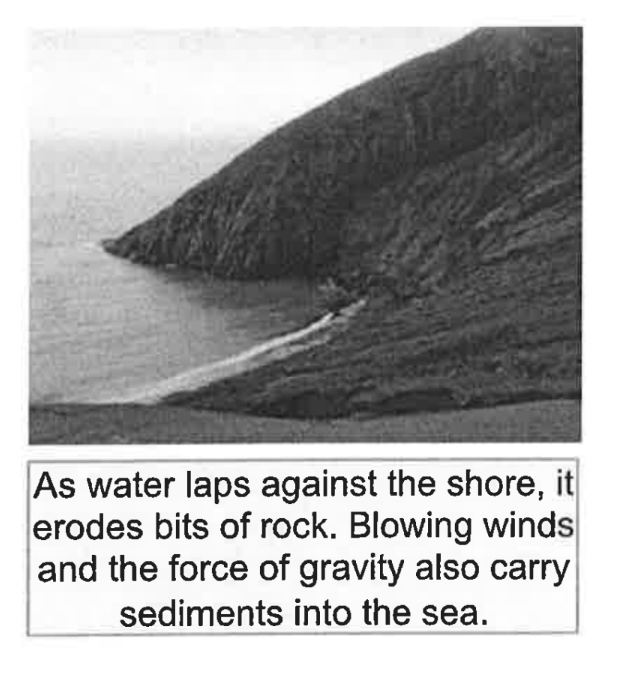 As water laps against the shore, it
erodes bits of rock. Blowing winds
and the force of gravity also carry
sediments into the sea.